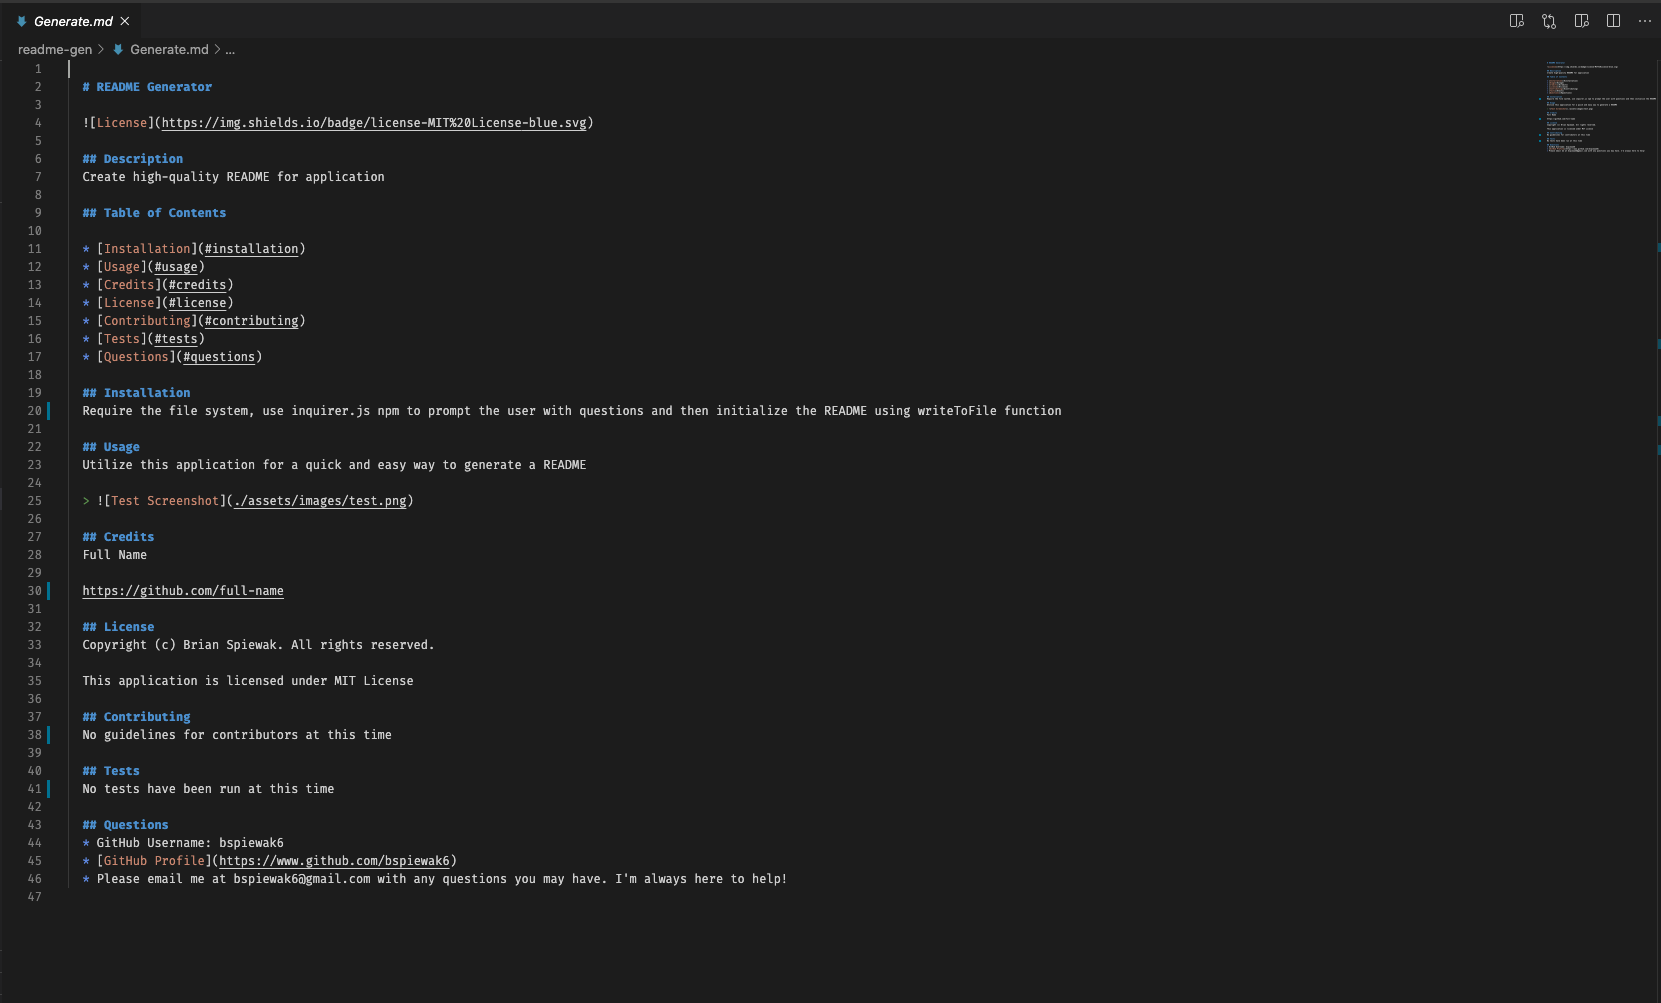 Generate.md
readme-gen > Generate.md > ...
1
2 # README Generator
3
4 ![License](https://img.shields.io/badge/license-MIT%20License-blue.svg)
5
6 ## Description
7 Create high-quality README for application
8
9 ## Table of Contents
10
11 * [Installation](#installation)
12 * [Usage](#usage)
13 * [Credits](#credits)
14 * [License](#license)
15 * [Contributing](#contributing)
16 * [Tests](#tests)
17 * [Questions](#questions)
18
19 ## Installation
20 Require the file system, use inquirer.js npm to prompt the user with questions and then initialize the README using writeToFile function
21
22 ## Usage
23 Utilize this application for a quick and easy way to generate a README
24
25 > ![Test Screenshot](./assets/images/test.png)
26
27 ## Credits
28 Full Name
29
30 https://github.com/full-name
31
32 ## License
33 Copyright (c) Brian Spiewak. All rights reserved.
34
35 This application is licensed under MIT License
36
37 ## Contributing
38 No guidelines for contributors at this time
39
40 ## Tests
41 No tests have been run at this time
42
43 ## Questions
44 * GitHub Username: bspiewak6
45 * [GitHub Profile](https://www.github.com/bspiewak6)
46 * Please email me at bspiewak6@gmail.com with any questions you may have. I'm always here to help!
47